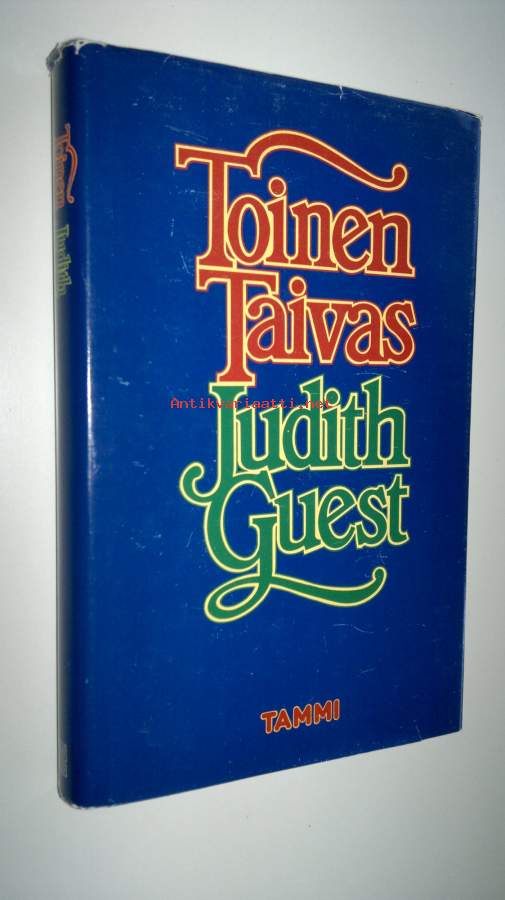 Toinen
Taivas
Judith
Guest
TAMMI
Toinen
Judith
Antikvariaatti.net